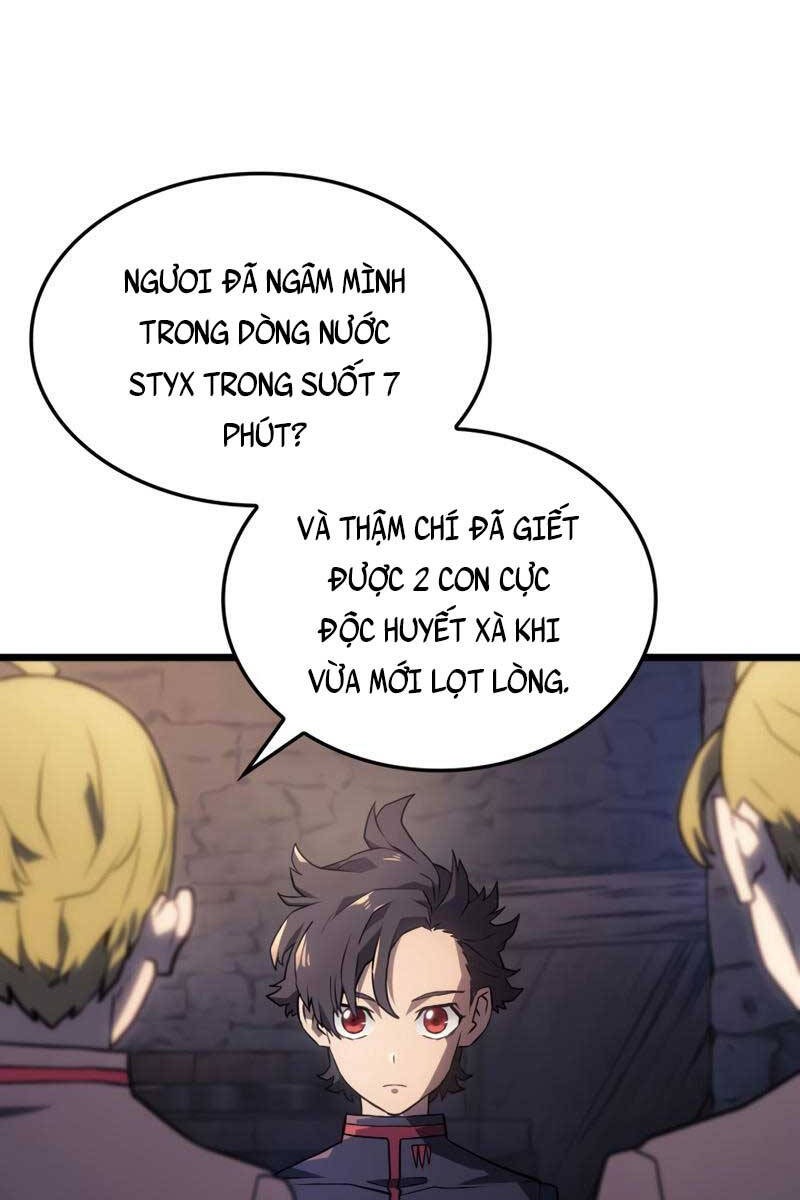 NGƯƠI ĐÃ NGÂM MÌNH
TRONG DÒNG NƯỚC
STYX TRONG SUỐT 7
PHÚT?
VÀ THẬM CHÍ ĐÃ GIẾT
ĐƯỢC 2 CON CỰC
ĐỘC HUYẾT XÀ KHI
VỪA MỚI LỌT LÒNG.